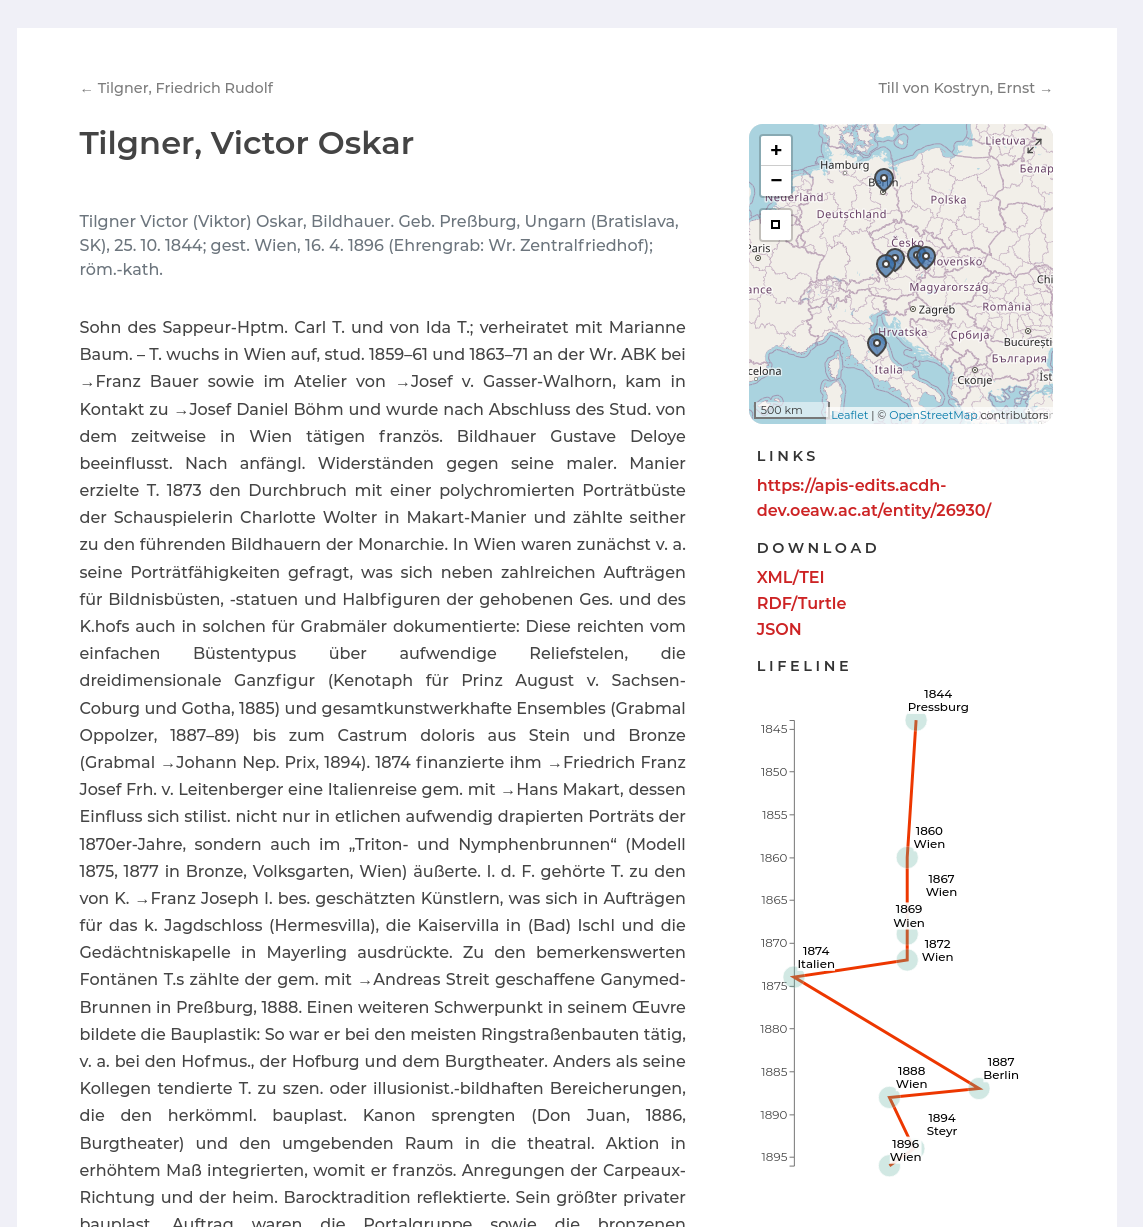 ← Tilgner, Friedrich Rudolf
Till von Kostryn, Ernst →
Tilgner, Victor Oskar
Tilgner Victor (Viktor) Oskar, Bildhauer. Geb. Preßburg, Ungarn (Bratislava,
SK), 25. 10. 1844; gest. Wien, 16. 4. 1896 (Ehrengrab: Wr. Zentralfriedhof);
röm.-kath.
Sohn des Sappeur-Hptm. Carl T. und von Ida T.; verheiratet mit Marianne
Baum. – T. wuchs in Wien auf, stud. 1859–61 und 1863–71 an der Wr. ABK bei
→Franz Bauer sowie im Atelier von →Josef v. Gasser-Walhorn, kam in
Kontakt zu →Josef Daniel Böhm und wurde nach Abschluss des Stud. von
dem zeitweise in Wien tätigen französ. Bildhauer Gustave Deloye
beeinflusst. Nach anfängl. Widerständen gegen seine maler. Manier
erzielte T. 1873 den Durchbruch mit einer polychromierten Porträtbüste
der Schauspielerin Charlotte Wolter in Makart-Manier und zählte seither
zu den führenden Bildhauern der Monarchie. In Wien waren zunächst v. a.
seine Porträtfähigkeiten gefragt, was sich neben zahlreichen Aufträgen
für Bildnisbüsten, -statuen und Halbfiguren der gehobenen Ges. und des
K.hofs auch in solchen für Grabmäler dokumentierte: Diese reichten vom
einfachen Büstentypus über aufwendige Reliefstelen, die
dreidimensionale Ganzfigur (Kenotaph für Prinz August v. Sachsen-
Coburg und Gotha, 1885) und gesamtkunstwerkhafte Ensembles (Grabmal
Oppolzer, 1887–89) bis zum Castrum doloris aus Stein und Bronze
(Grabmal →Johann Nep. Prix, 1894). 1874 finanzierte ihm →Friedrich Franz
Josef Frh. v. Leitenberger eine Italienreise gem. mit →Hans Makart, dessen
Einfluss sich stilist. nicht nur in etlichen aufwendig drapierten Porträts der
1870er-Jahre, sondern auch im „Triton- und Nymphenbrunnen“ (Modell
1875, 1877 in Bronze, Volksgarten, Wien) äußerte. I. d. F. gehörte T. zu den
von K. →Franz Joseph I. bes. geschätzten Künstlern, was sich in Aufträgen
für das k. Jagdschloss (Hermesvilla), die Kaiservilla in (Bad) Ischl und die
Gedächtniskapelle in Mayerling ausdrückte. Zu den bemerkenswerten
Fontänen T.s zählte der gem. mit →Andreas Streit geschaffene Ganymed-
Brunnen in Preßburg, 1888. Einen weiteren Schwerpunkt in seinem Œuvre
bildete die Bauplastik: So war er bei den meisten Ringstraßenbauten tätig,
v. a. bei den Hofmus., der Hofburg und dem Burgtheater. Anders als seine
Kollegen tendierte T. zu szen. oder illusionist.-bildhaften Bereicherungen,
die den herkömml. bauplast. Kanon sprengten (Don Juan, 1886,
Burgtheater) und den umgebenden Raum in die theatral. Aktion in
erhöhtem Maß integrierten, womit er französ. Anregungen der Carpeaux-
Richtung und der heim. Barocktradition reflektierte. Sein größter privater
bauplast. Auftrag waren die Portalgruppe sowie die bronzenen
+
−
Hamburg
Lietuva
Nederland
Deutschland
Polska
Paris
Česko
Slovensko
Magyarország
Zagreb
România
Hrvatska
Србија
București
България
Italia
Скопје
500 km
Leaflet | © OpenStreetMap contributors
LINKS
https://apis-edits.acdh-
dev.oeaw.ac.at/entity/26930/
DOWNLOAD
XML/TEI
RDF/Turtle
JSON
LIFELINE
1844
Pressburg
1845
1850
1855
1860
Wien
1860
1867
Wien
1865
1869
Wien
1872
Wien
1870
1874
Italien
1875
1880
1887
Berlin
1885
1888
Wien
1890
1894
Steyr
1896
Wien
1895